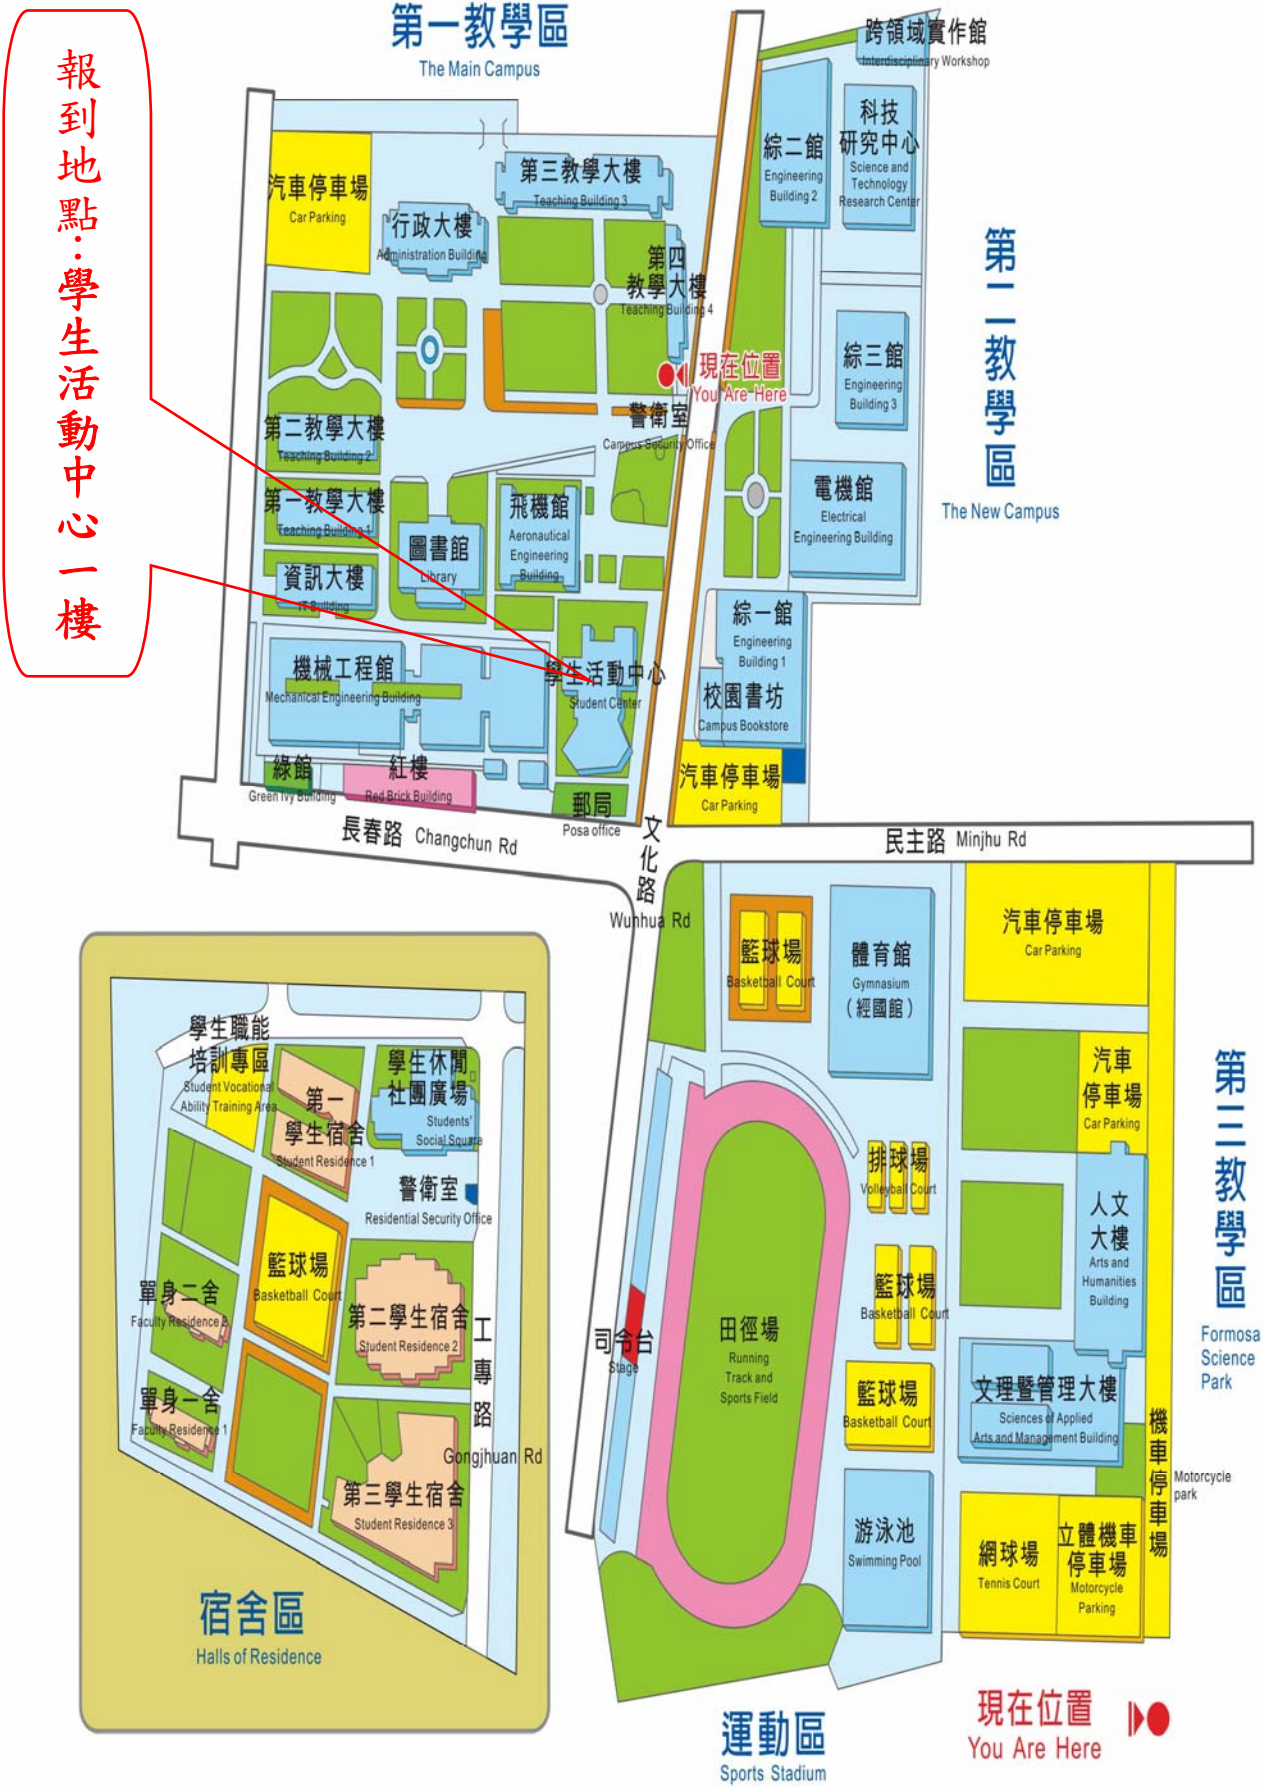 報到地點：學生活動中心一樓
第一教學區
The Main Campus
跨領域實作館
Interdisciplinary Workshop
汽車停車場
Car Parking
第三教學大樓
Teaching Building 3
行政大樓
Administration Building
第四
教學大樓
Teaching Building 4
綜二館
Engineering
Building 2
科技
研究中心
Science and
Technology
Research Center
第二教學區
The New Campus
現在位置
You Are Here
綜三館
Engineering
Building 3
警衛室
Campus Security Office
第二教學大樓
Teaching Building 2
第一教學大樓
Teaching Building 1
圖書館
Library
飛機館
Aeronautical
Engineering
Building
電機館
Electrical
Engineering Building
資訊大樓
IT Building
綜一館
Engineering
Building 1
機械工程館
Mechanical Engineering Building
學生活動中心
Student Center
校園書坊
Campus Bookstore
綠館
Green Ivy Building
紅樓
Red Brick Building
郵局
Posa office
汽車停車場
Car Parking
長春路 Changchun Rd
文化路
Wunhua Rd
民主路 Minjhu Rd
籃球場
Basketball Court
體育館
Gymnasium
（經國館）
汽車停車場
Car Parking
學生職能
培訓專區
Student Vocational
Ability Training Area
第一
學生宿舍
Student Residence 1
學生休閒
社團廣場
Students'
Social Square
警衛室
Residential Security Office
汽車
停車場
Car Parking
第三教學區
Formosa
Science
Park
排球場
Volleyball Court
人文
大樓
Arts and
Humanities
Building
籃球場
Basketball Court
單身二舍
Faculty Residence 2
第二學生宿舍
Student Residence 2
工專路
Gongjhuan Rd
司令台
Stage
田徑場
Running
Track and
Sports Field
籃球場
Basketball Court
籃球場
Basketball Court
文理暨管理大樓
Sciences of Applied
Arts and Management Building
單身一舍
Faculty Residence 1
第三學生宿舍
Student Residence 3
機車停車場
Motorcycle
park
游泳池
Swimming Pool
網球場
Tennis Court
立體機車
停車場
Motorcycle
Parking
宿舍區
Halls of Residence
運動區
Sports Stadium
現在位置
You Are Here